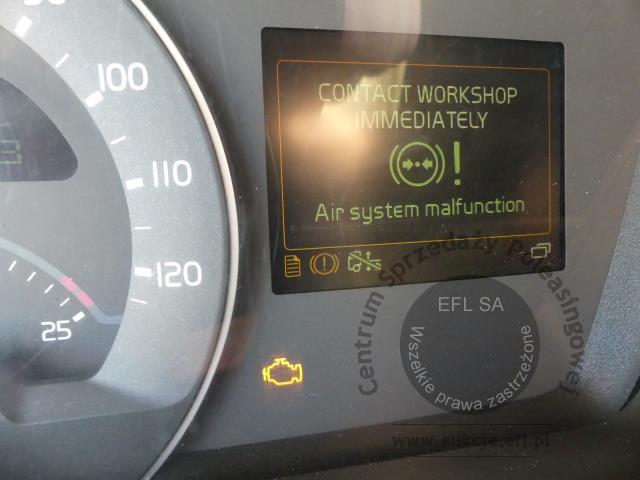 100
110
120
25
CONTACT WORKSHOP
IMMEDIATELY
!
Air system malfunction
Centrum Sprzedaży Poleasingowej
EFL SA
Wszelkie prawa zastrzeżone
www.aukcje.efl.pl